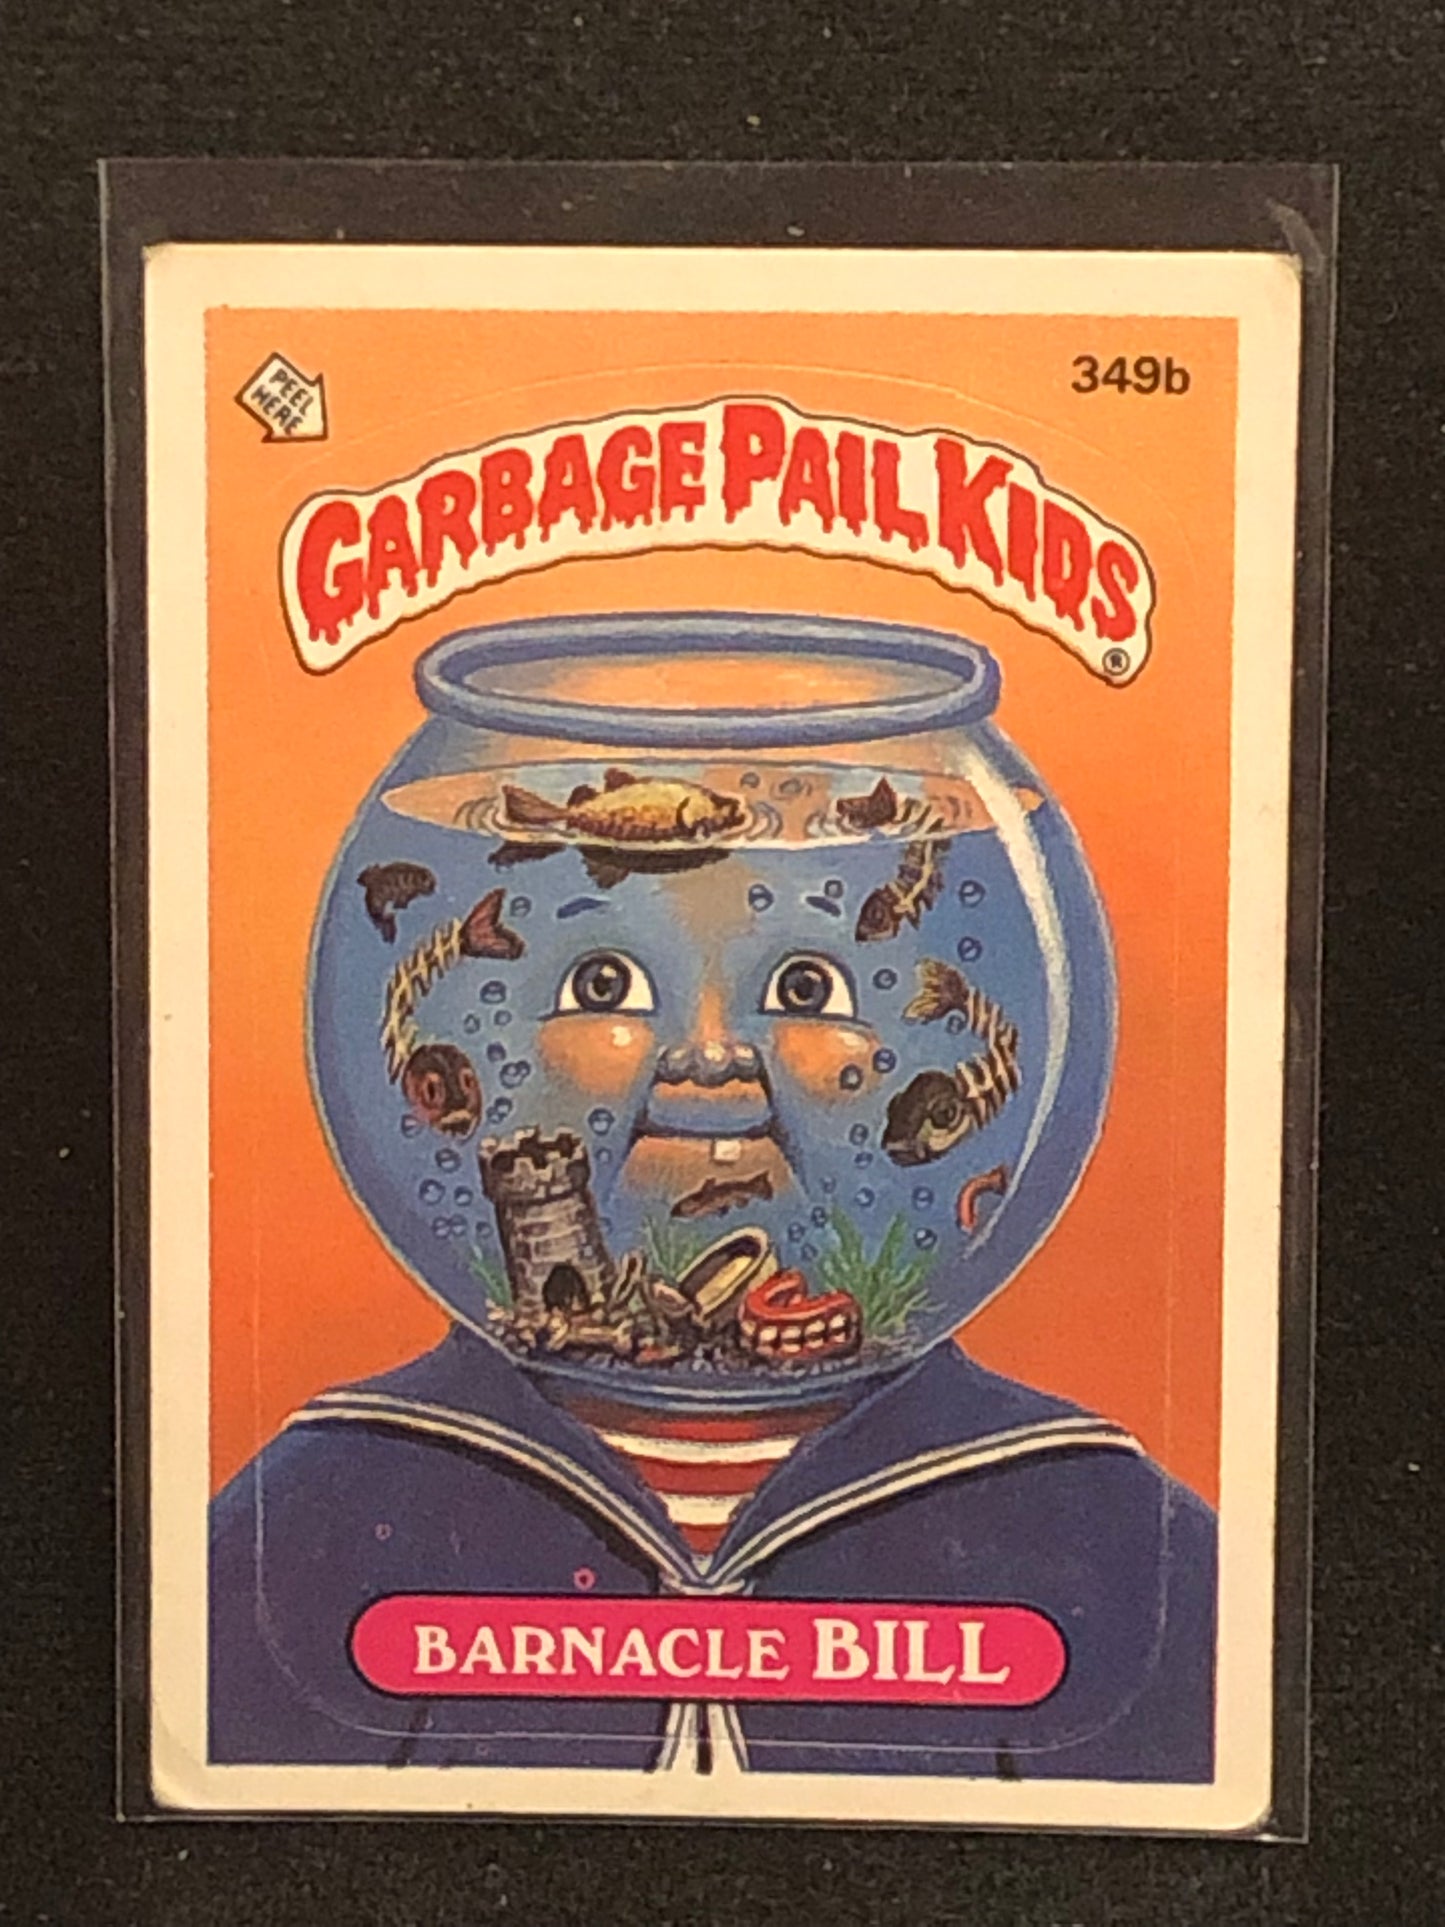 PEEL
HERE
349b
GARBAGE PAIL KIDS
®
BARNACLE BILL